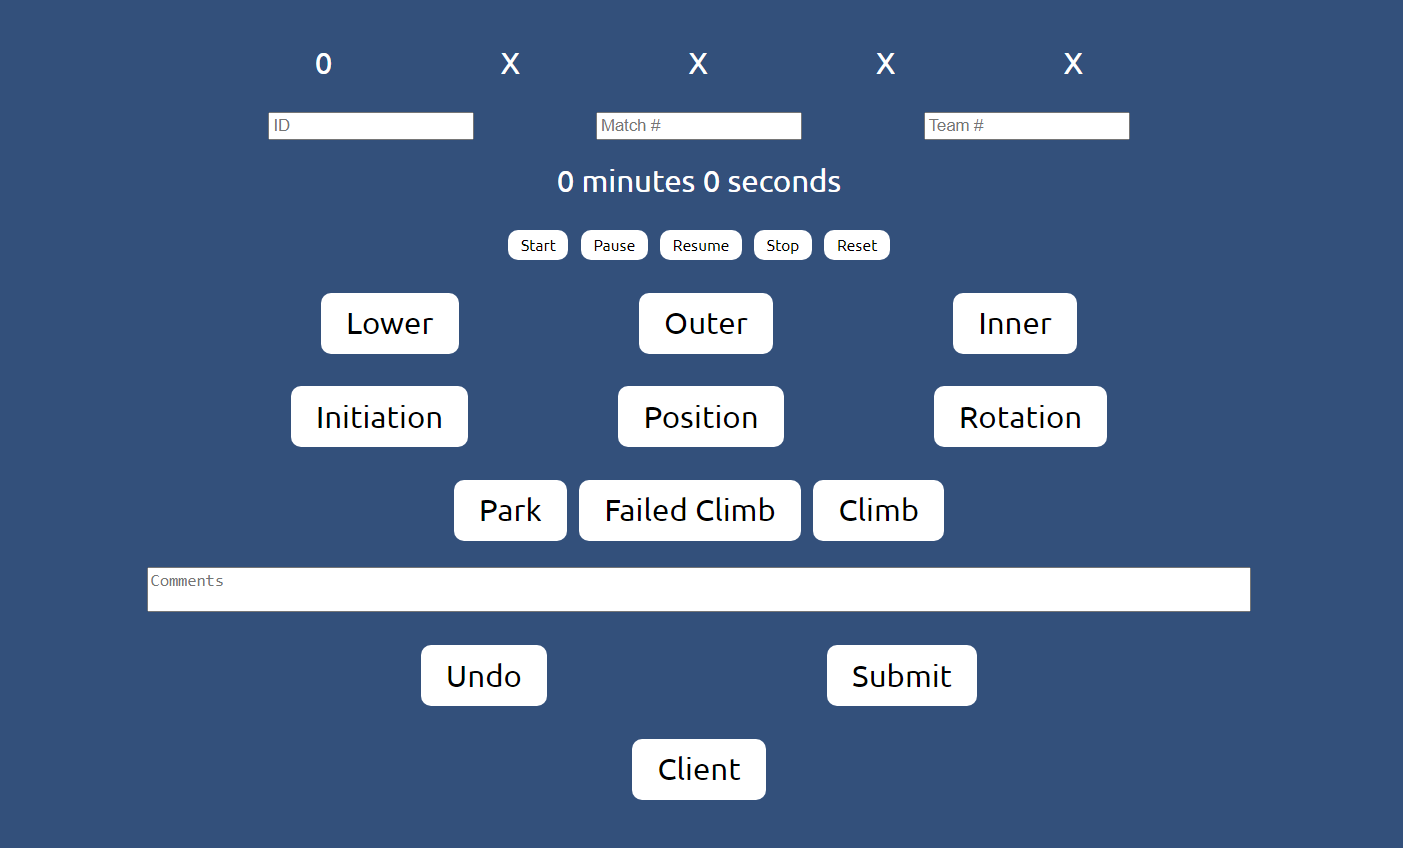 0 X X X X
ID Match # Team #
0 minutes 0 seconds
Start Pause Resume Stop Reset
Lower Outer Inner
Initiation Position Rotation
Park Failed Climb Climb
Comments
Undo Submit
Client